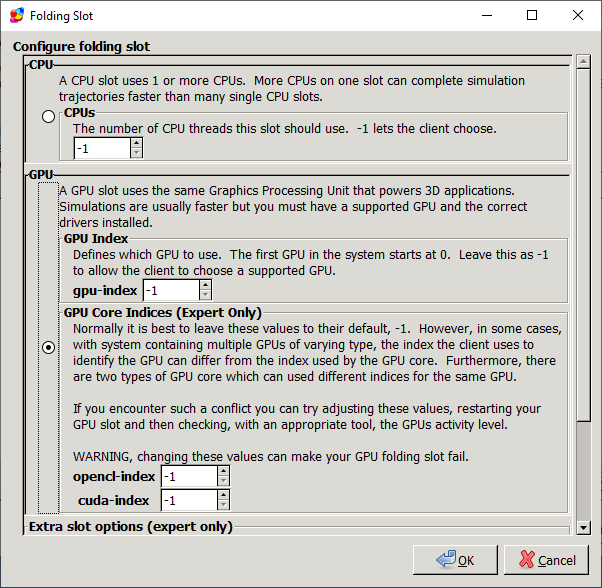 Folding Slot
Configure folding slot
CPU
A CPU slot uses 1 or more CPUs. More CPUs on one slot can complete simulation
trajectories faster than many single CPU slots.
CPUs
The number of CPU threads this slot should use. -1 lets the client choose.
-1
GPU
A GPU slot uses the same Graphics Processing Unit that powers 3D applications.
Simulations are usually faster but you must have a supported GPU and the correct
drivers installed.
GPU Index
Defines which GPU to use. The first GPU in the system starts at 0. Leave this as -1
to allow the client to choose a supported GPU.
gpu-index -1
GPU Core Indices (Expert Only)
Normally it is best to leave these values to their default, -1. However, in some cases,
with system containing multiple GPUs of varying type, the index the client uses to
identify the GPU can differ from the index used by the GPU core. Furthermore, there
are two types of GPU core which can used different indices for the same GPU.
If you encounter such a conflict you can try adjusting these values, restarting your
GPU slot and then checking, with an appropriate tool, the GPUs activity level.
WARNING, changing these values can make your GPU folding slot fail.
opencl-index -1
cuda-index -1
Extra slot options (expert only)
OK Cancel